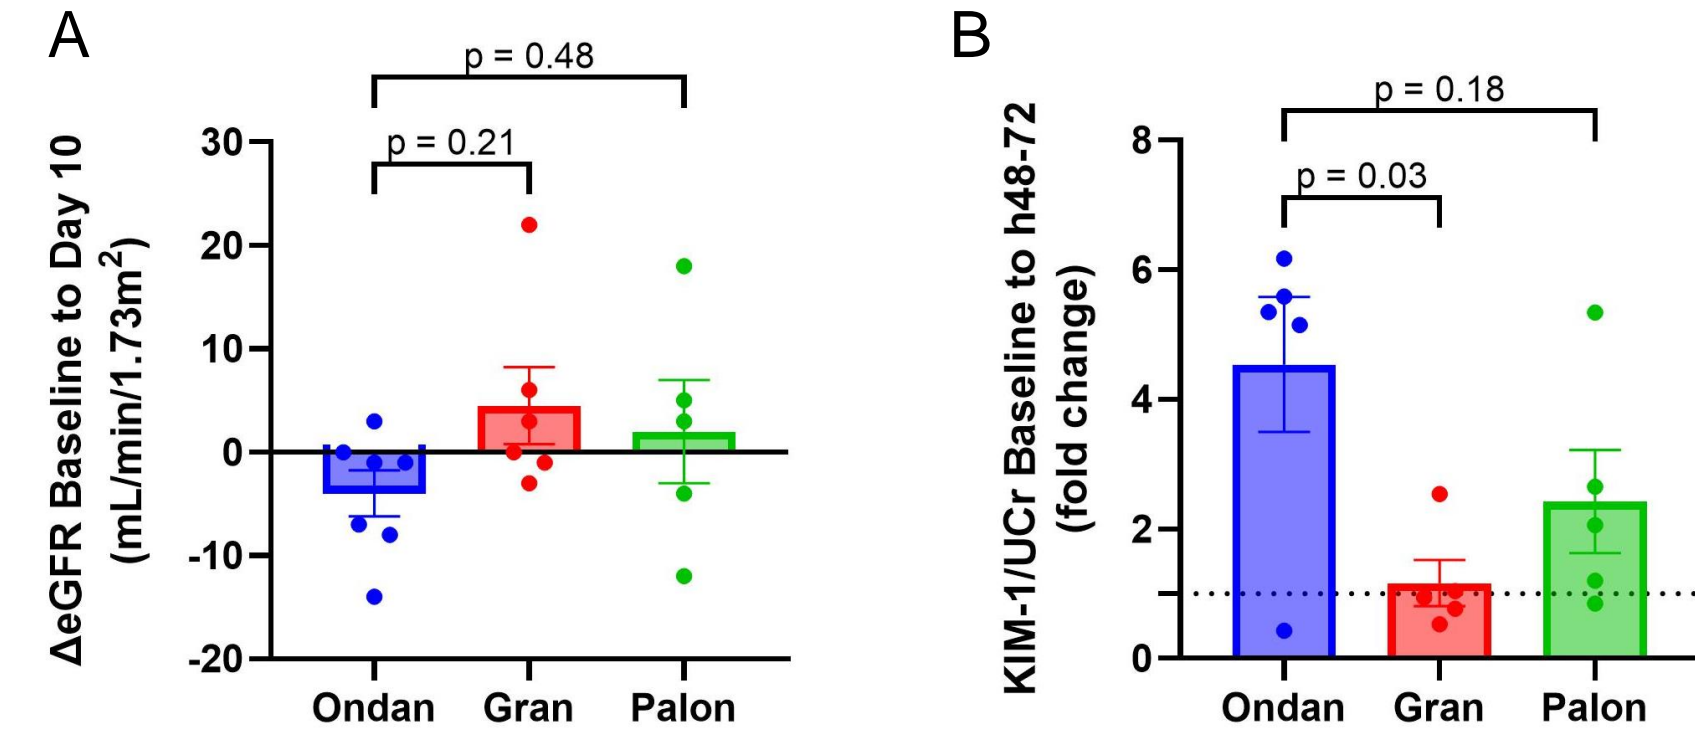 A
p = 0.48
p = 0.21
ΔeGFR Baseline to Day 10
(mL/min/1.73m²)
30
20
10
0
-10
-20
Ondan Gran Palon
B
p = 0.18
p = 0.03
KIM-1/UCr Baseline to h48-72
(fold change)
8
6
4
2
0
Ondan Gran Palon